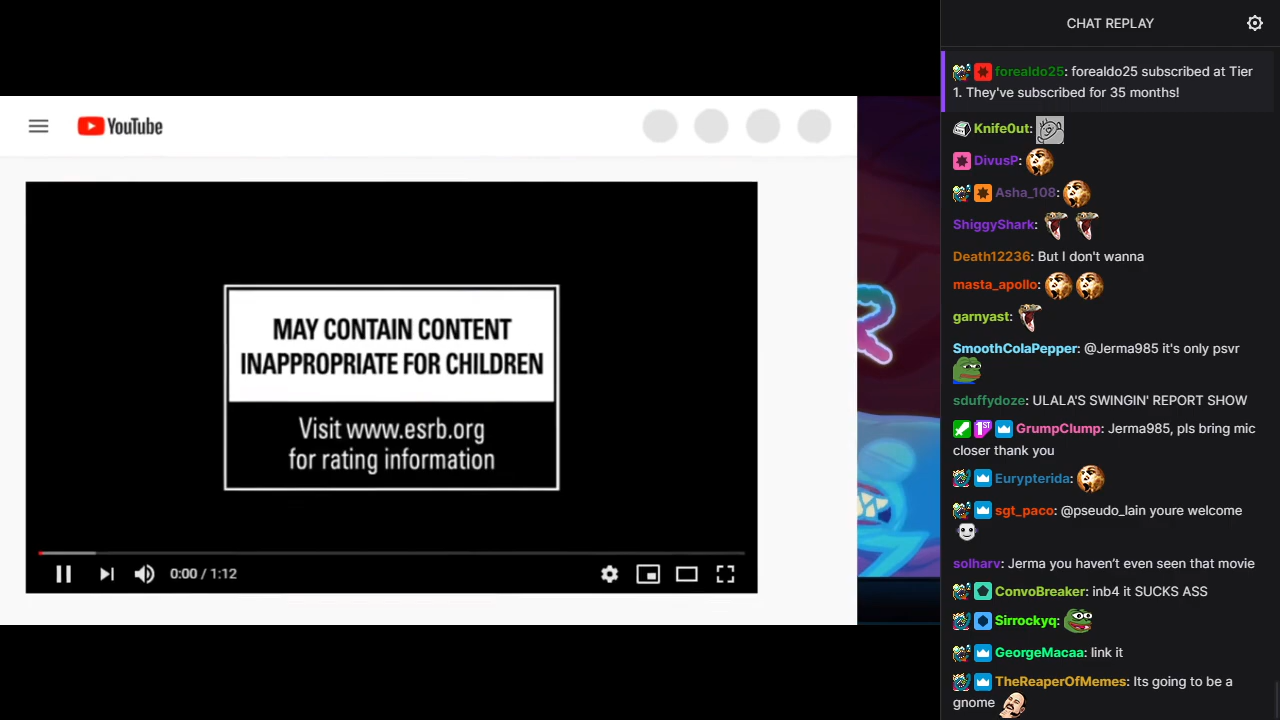 YouTube
MAY CONTAIN CONTENT
INAPPROPRIATE FOR CHILDREN
Visit www.esrb.org
for rating information
0:00 / 1:12
R
CHAT REPLAY
forealdo25: forealdo25 subscribed at Tier
1. They've subscribed for 35 months!
Knife0ut:
DivusP:
Asha_108:
ShiggyShark:
Death12236: But I don't wanna
masta_apollo:
garnyast:
SmoothColaPepper: @Jerma985 it's only psvr
sduffydoze: ULALA'S SWINGIN' REPORT SHOW
1ST GrumpClump: Jerma985, pls bring mic
closer thank you
Eurypterida:
sgt_paco: @pseudo_lain youre welcome
solharv: Jerma you haven't even seen that movie
ConvoBreaker: inb4 it SUCKS ASS
Sirrockyq:
GeorgeMacaa: link it
TheReaperOfMemes: Its going to be a
gnome